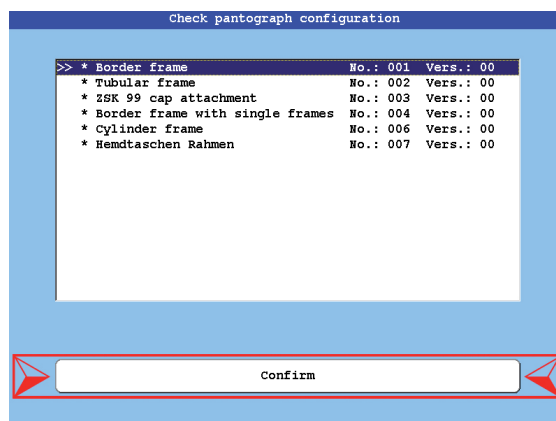 Check pantograph configuration
>> * Border frame No.: 001 Vers.: 00
* Tubular frame No.: 002 Vers.: 00
* ZSK 99 cap attachment No.: 003 Vers.: 00
* Border frame with single frames No.: 004 Vers.: 00
* Cylinder frame No.: 006 Vers.: 00
* Hemdtaschen Rahmen No.: 007 Vers.: 00
Confirm